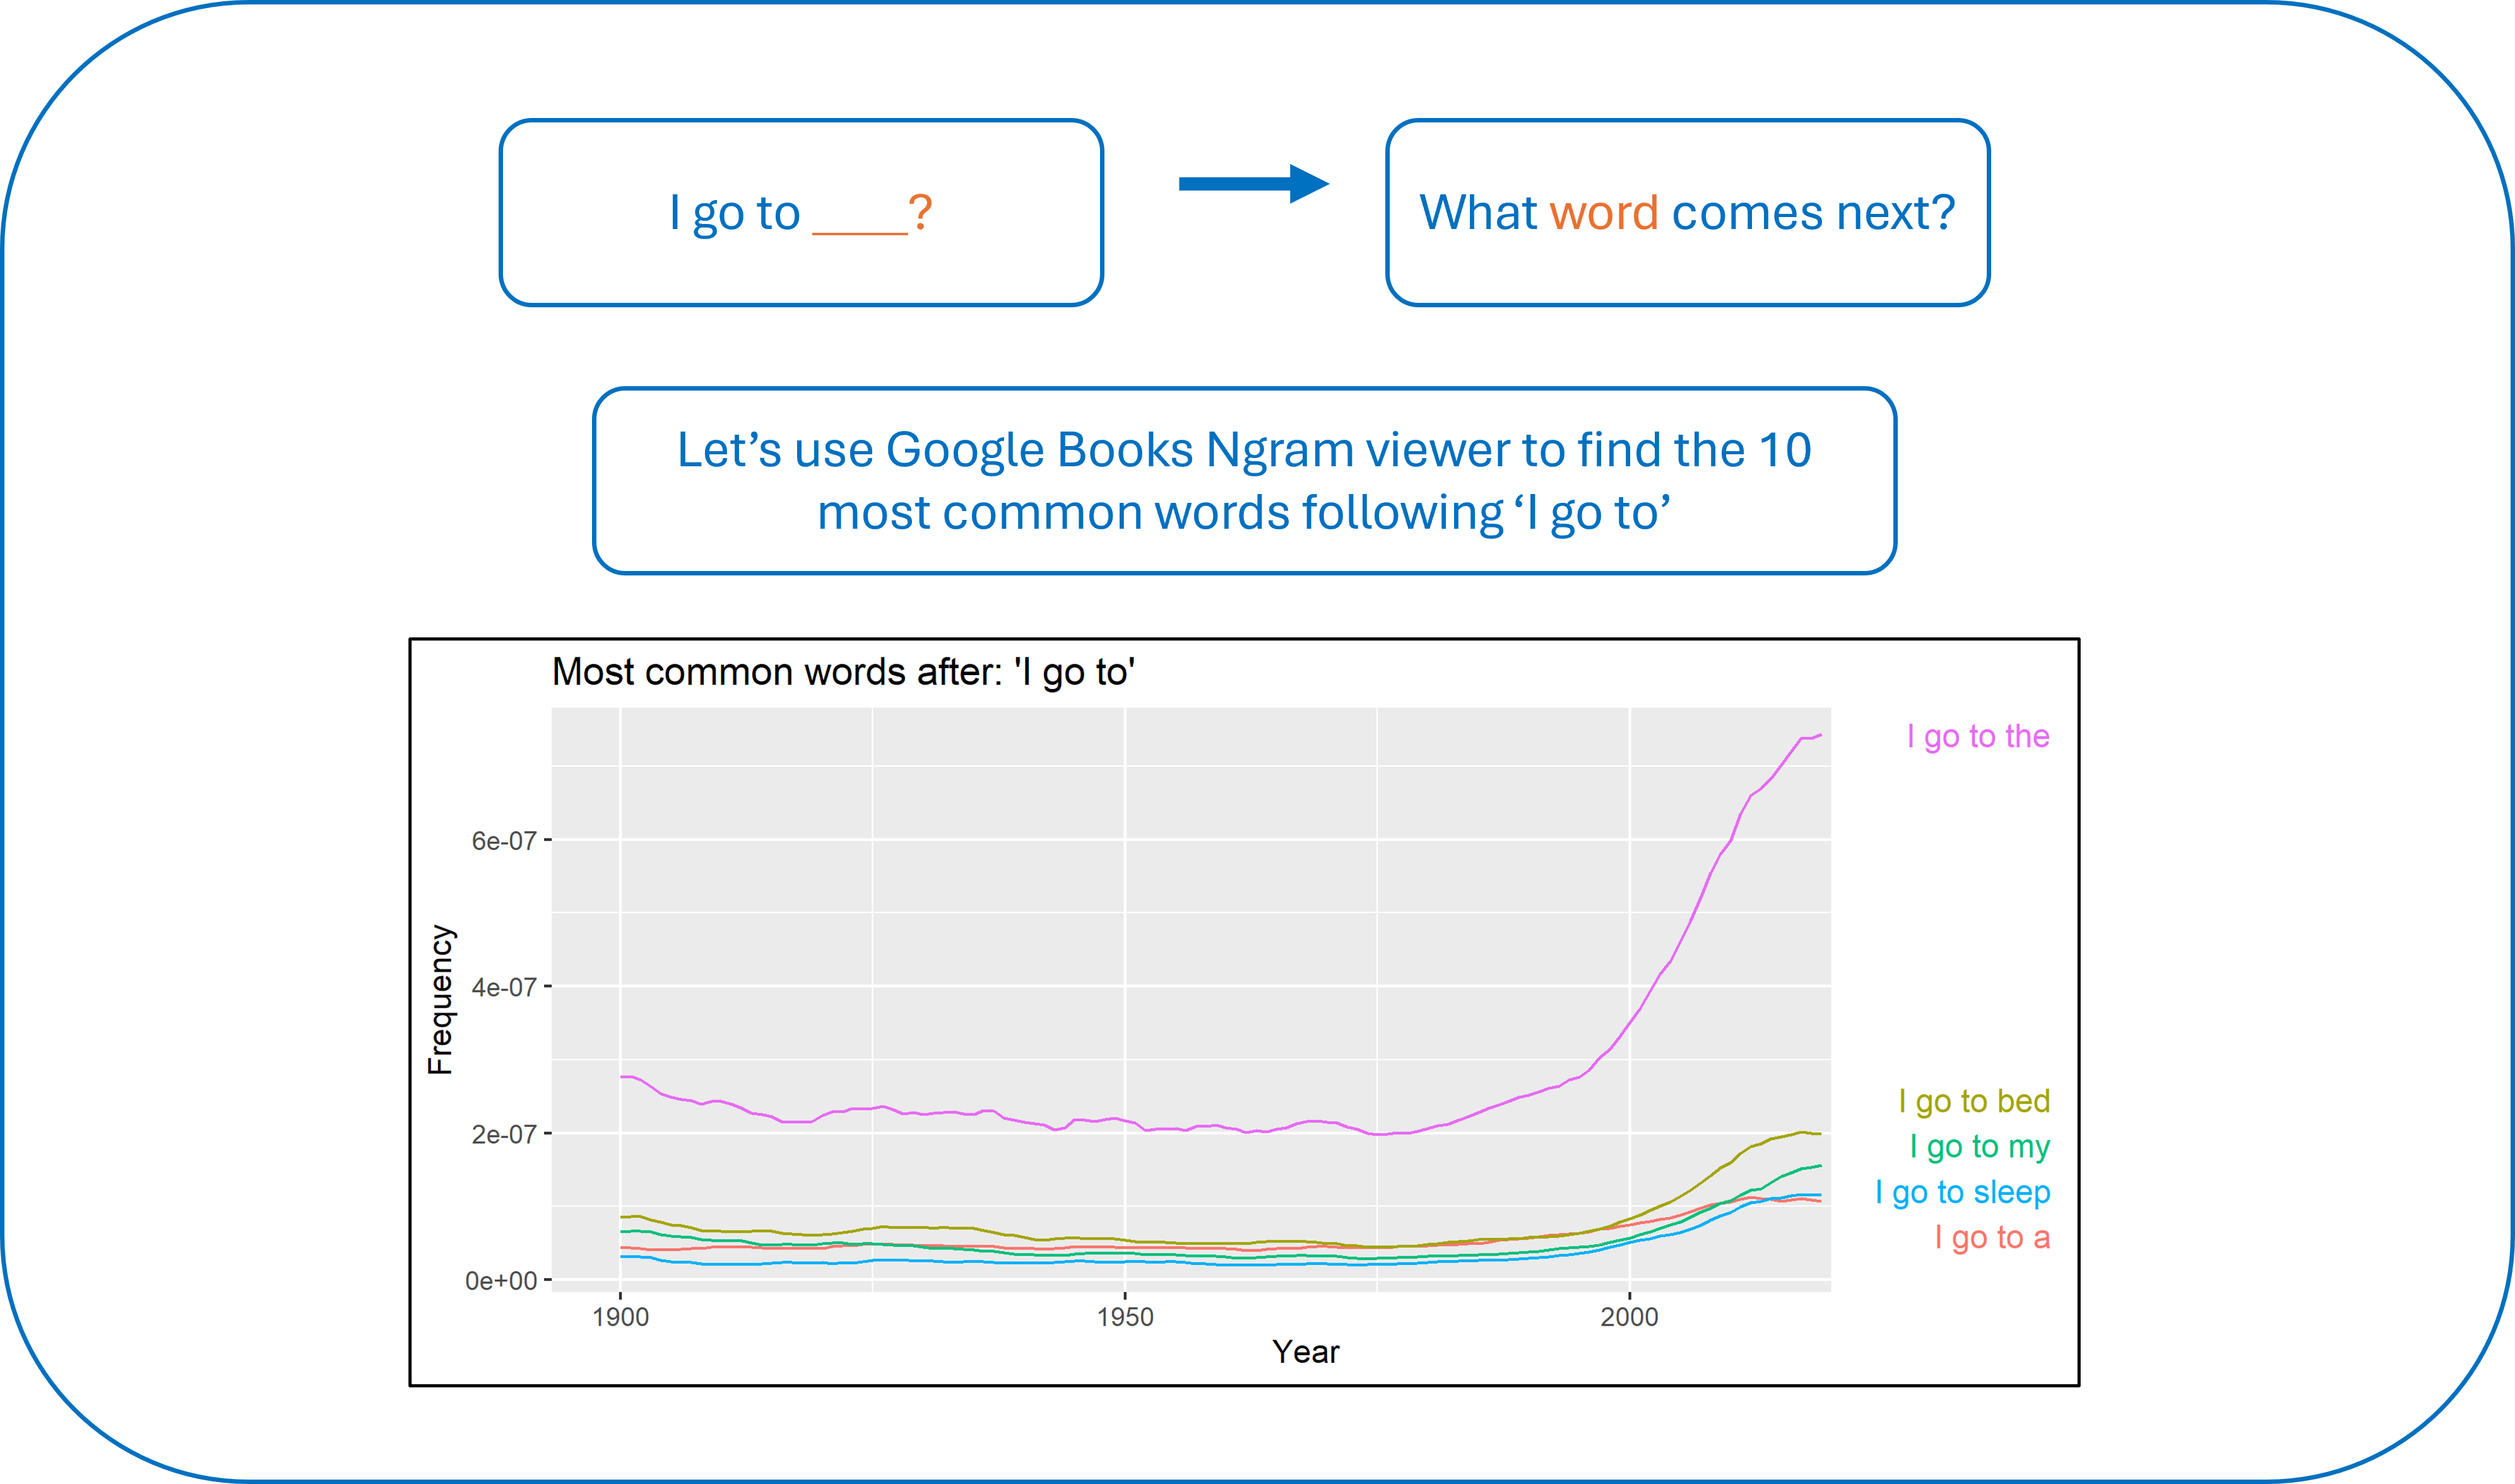 I go to _____?
What word comes next?
Let’s use Google Books Ngram viewer to find the 10
most common words following ‘I go to’
Most common words after: 'I go to'
I go to the
6e-07
4e-07
Frequency
I go to bed
2e-07
I go to my
I go to sleep
I go to a
0e+00
1900
1950
2000
Year